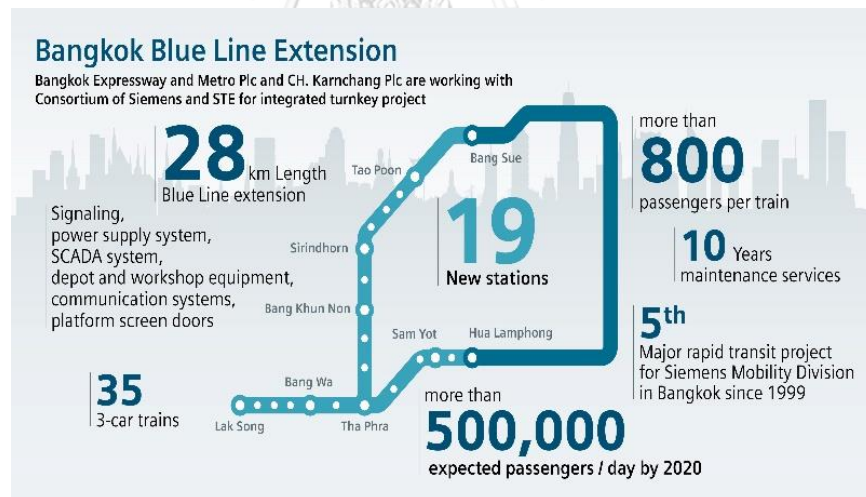 Bangkok Blue Line Extension
Bangkok Expressway and Metro Plc and CH. Karnchang Plc are working with
Consortium of Siemens and STE for integrated turnkey project
28 km Length
Blue Line extension
Signaling,
power supply system,
SCADA system,
depot and workshop equipment,
communication systems,
platform screen doors
35
3-car trains
Bang Sue
Tao Poon
Sirindhorn
Bang Khun Non
Bang Wa
Lak Song
Tha Phra
Sam Yot
Hua Lamphong
19
New stations
more than
800
passengers per train
10 Years
maintenance services
5th
Major rapid transit project
for Siemens Mobility Division
in Bangkok since 1999
more than
500,000
expected passengers / day by 2020